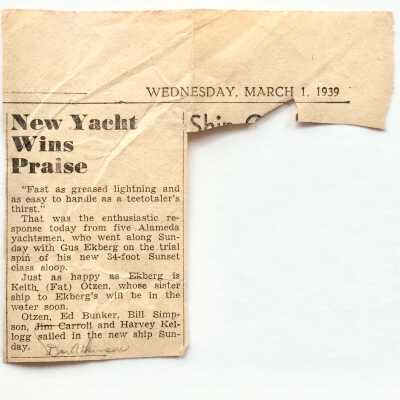 WEDNESDAY, MARCH 1, 1939
New Yacht
Wins
Praise
Ship
"Fast as greased lightning and
as easy to handle as a teetotaler's
thirst."
That was the enthusiastic re-
sponse today from five Alameda
yachtsmen, who went along Sun-
day with Gus Ekberg on the trial
spin of his new 34-foot Sunset
class sloop.
Just as happy as Ekberg is
Keith (Fat) Otzen, whose sister
ship to Ekberg's will be in the
water soon.
Otzen, Ed Bunker, Bill Simp-
son, Jim Carroll and Harvey Kel-
logg sailed in the new ship Sun-
day.